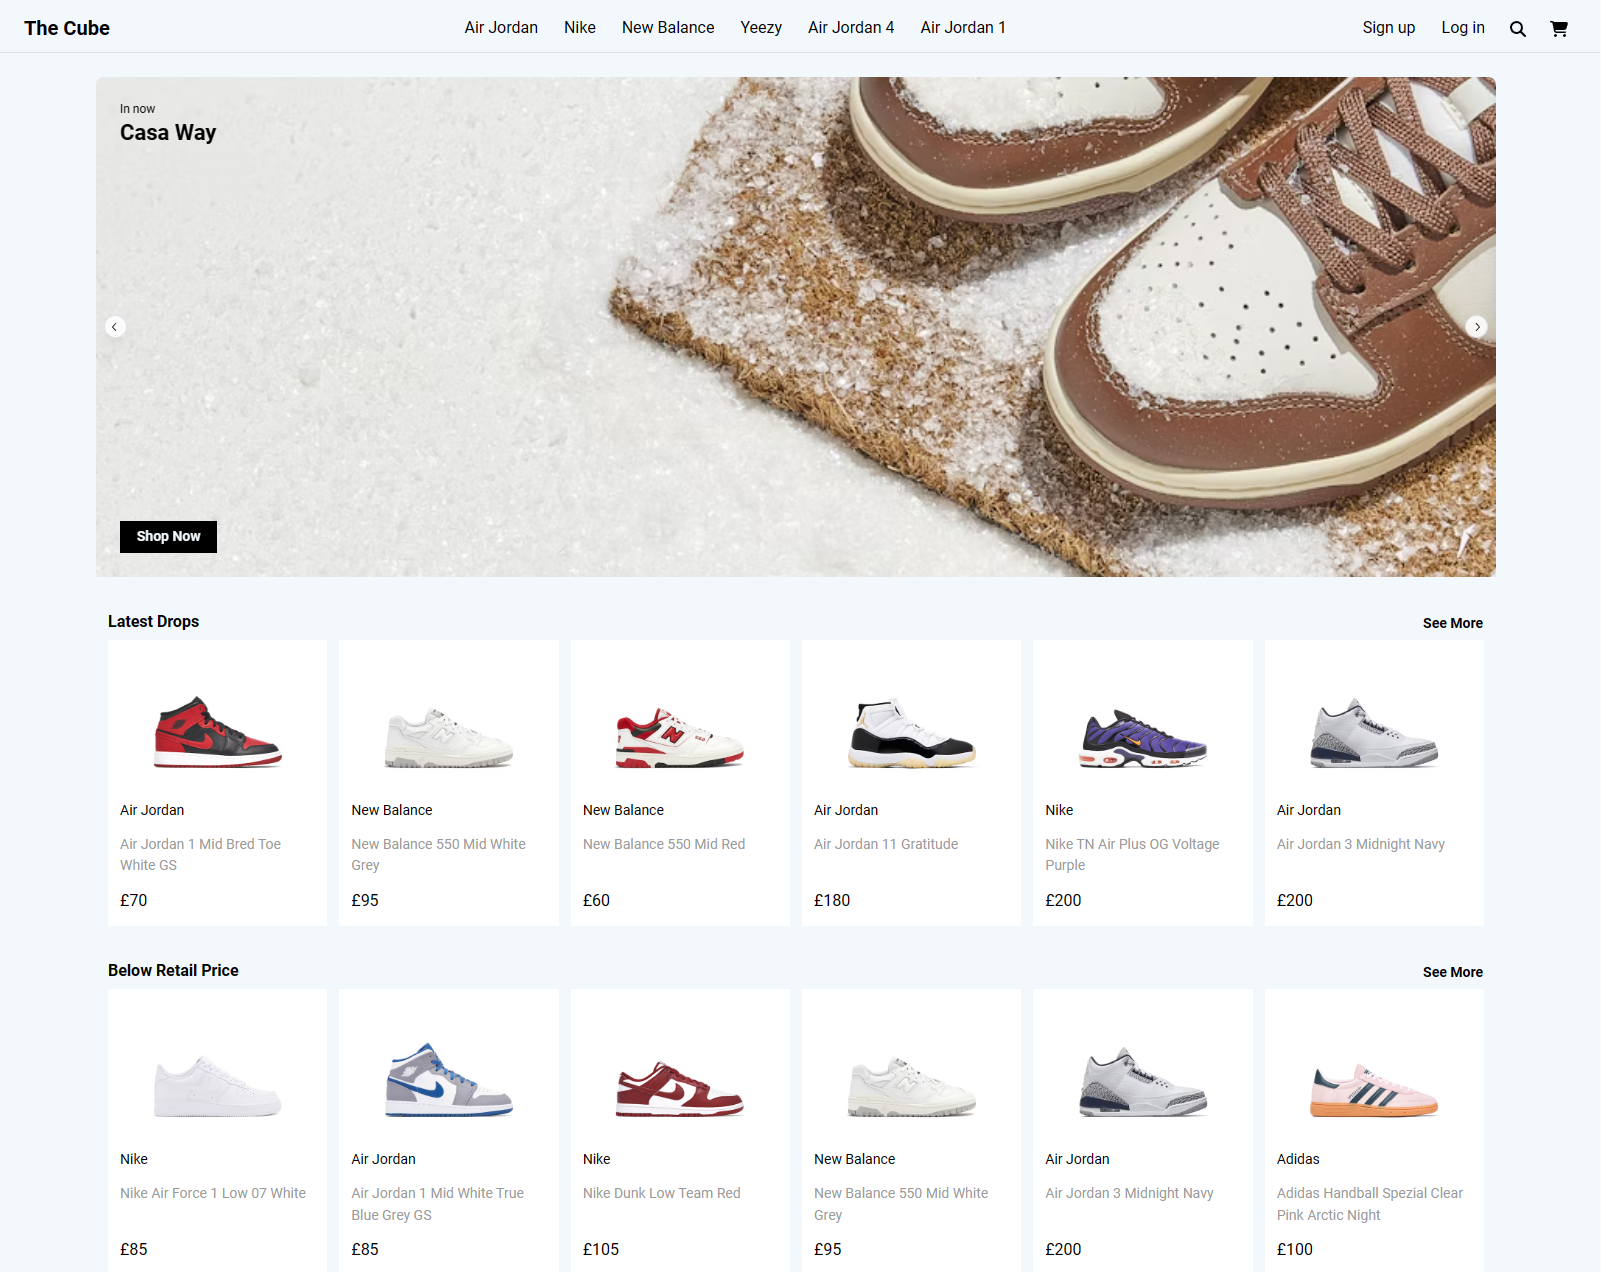 The Cube
Air Jordan Nike New Balance Yeezy Air Jordan 4 Air Jordan 1
Sign up Log in
In now
Casa Way
Shop Now
Latest Drops
See More
Air Jordan
Air Jordan 1 Mid Bred Toe
White GS
£70
New Balance
New Balance 550 Mid White
Grey
£95
New Balance
New Balance 550 Mid Red
£60
Air Jordan
Air Jordan 11 Gratitude
£180
Nike
Nike TN Air Plus OG Voltage
Purple
£200
Air Jordan
Air Jordan 3 Midnight Navy
£200
Below Retail Price
See More
Nike
Nike Air Force 1 Low 07 White
£85
Air Jordan
Air Jordan 1 Mid White True
Blue Grey GS
£85
Nike
Nike Dunk Low Team Red
£105
New Balance
New Balance 550 Mid White
Grey
£95
Air Jordan
Air Jordan 3 Midnight Navy
£200
Adidas
Adidas Handball Spezial Clear
Pink Arctic Night
£100